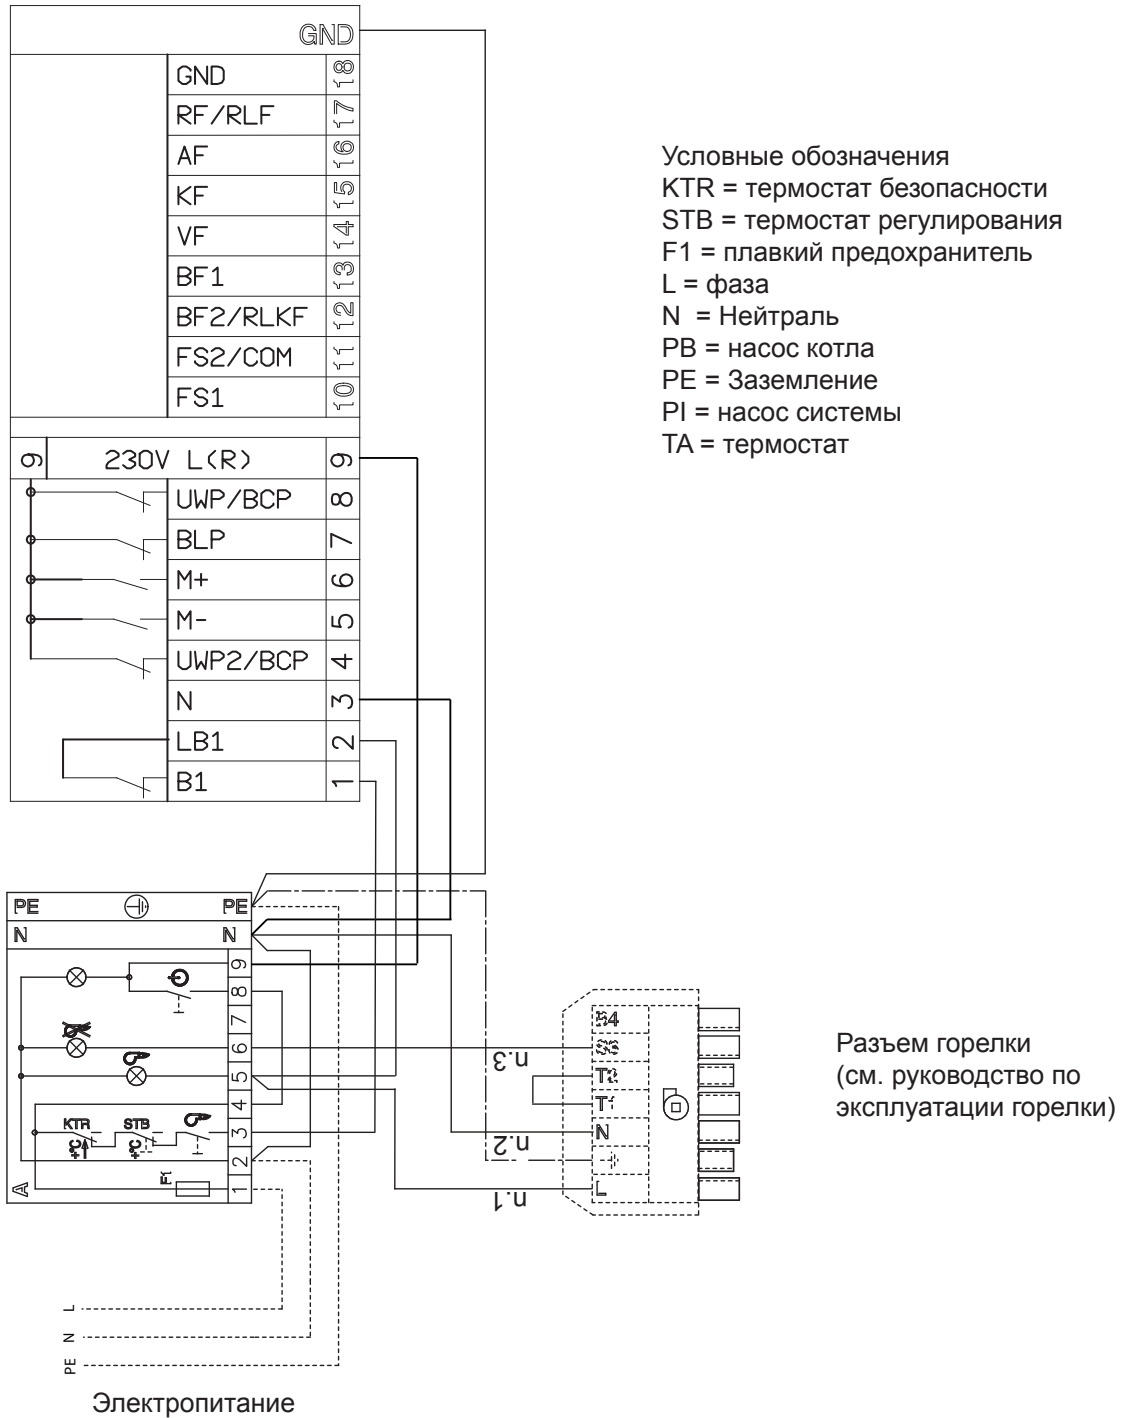 GND
GND 18
RF/RLF 17
AF 16
KF 15
VF 14
BF1 13
BF2/RLKF 12
FS2/COM 11
FS1 10
9 230V L(R) 9
UWP/BCP 8
BLP 7
M+ 6
M- 5
UWP2/BCP 4
N 3
LB1 2
B1 1
Условные обозначения
KTR = термостат безопасности
STB = термостат регулирования
F1 = плавкий предохранитель
L = фаза
N = Нейтраль
PB = насос котла
PE = Заземление
PI = насос системы
TA = термостат
PE PE
N N
9
8
7
6
5
4
KTR STB 3
°C °C 2
A F1 1
n.3
n.2
n.1
B4
S3
T2
T1
N
L
Разъем горелки
(см. руководство по
эксплуатации горелки)
L
N
PE
Электропитание